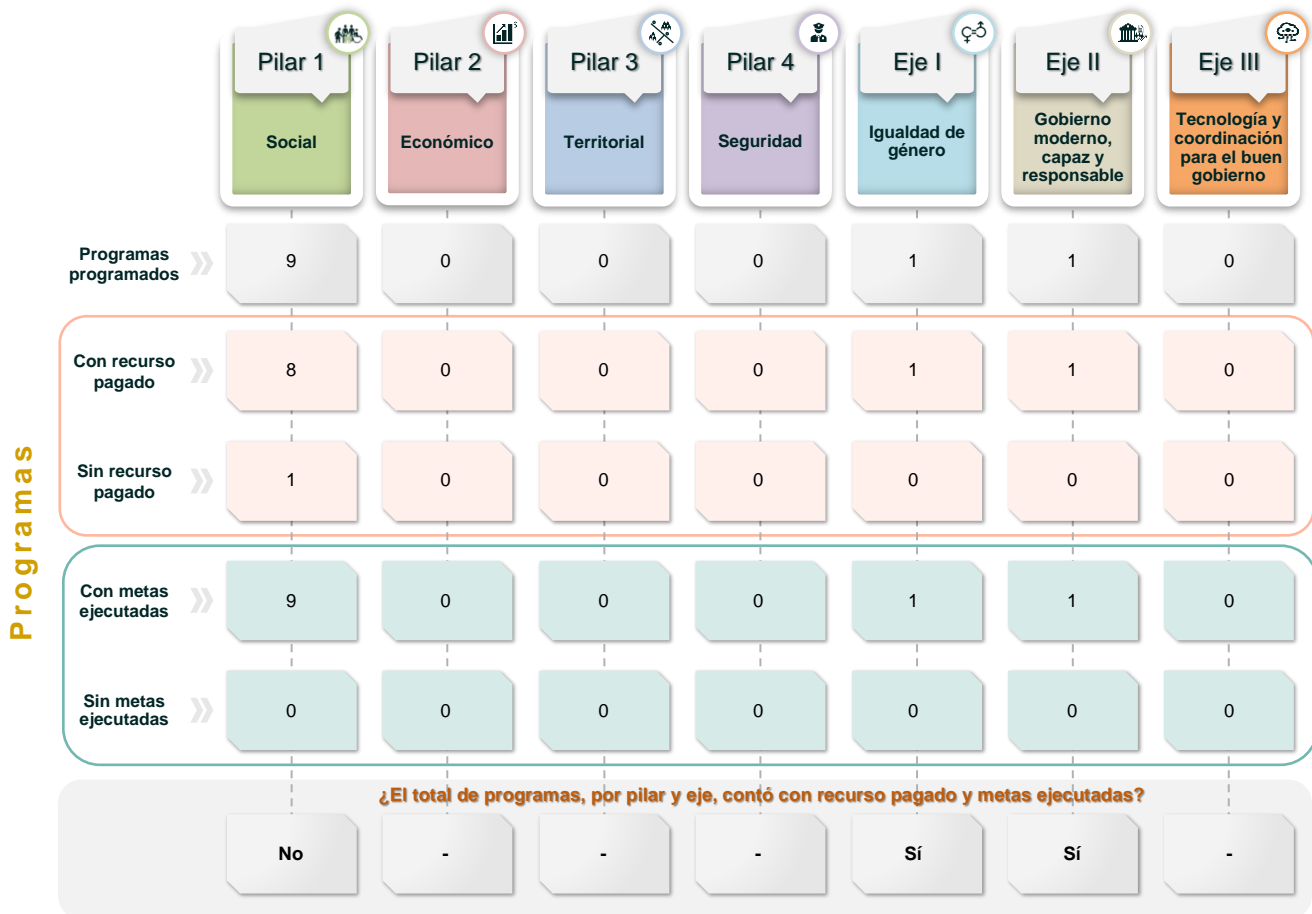 Pilar 1
Pilar 2
Pilar 3
Pilar 4
Eje I
Eje II
Eje III
Social
Económico
Territorial
Seguridad
Igualdad de
género
Gobierno
moderno,
capaz y
responsable
Tecnología y
coordinación
para el buen
gobierno
Programas
Programas
programados
9 0 0 0 1 1 0
Con recurso
pagado
8 0 0 0 1 1 0
Sin recurso
pagado
1 0 0 0 0 0 0
Con metas
ejecutadas
9 0 0 0 1 1 0
Sin metas
ejecutadas
0 0 0 0 0 0 0
¿El total de programas, por pilar y eje, contó con recurso pagado y metas ejecutadas?
No - - - Sí Sí -